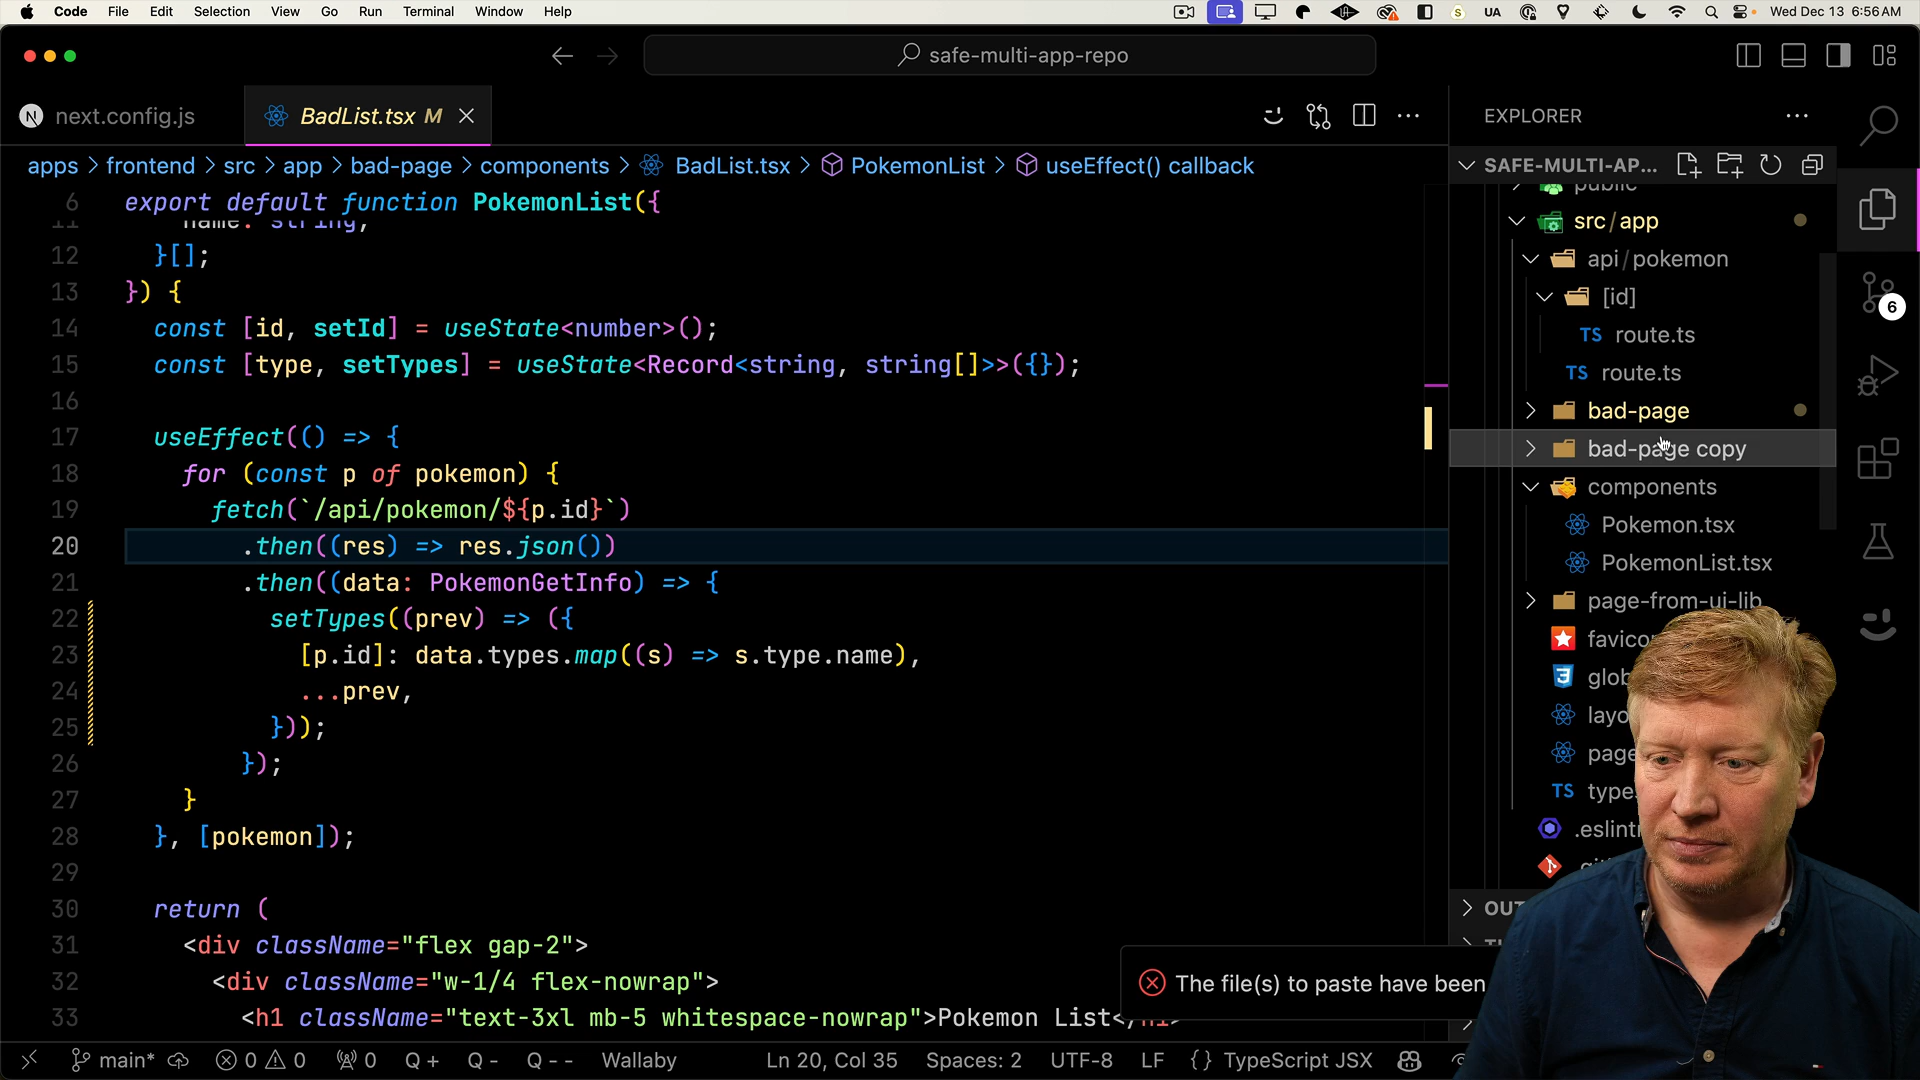 Code File Edit Selection View Go Run Terminal Window Help
S UA Wed Dec 13 6:56 AM
safe-multi-app-repo
N next.config.js
BadList.tsx M
EXPLORER
apps > frontend > src > app > bad-page > components > BadList.tsx > PokemonList > useEffect() callback
SAFE-MULTI-AP...
6 export default function PokemonList({
11 name: string;
12 }[];
13 }) {
14 const [id, setId] = useState<number>();
15 const [type, setTypes] = useState<Record<string, string[]>>({});
16
17 useEffect(() => {
18 for (const p of pokemon) {
19 fetch(`/api/pokemon/${p.id}`)
20 .then((res) => res.json())
21 .then((data: PokemonGetInfo) => {
22 setTypes((prev) => ({
23 [p.id]: data.types.map((s) => s.type.name),
24 ...prev,
25 }));
26 });
27 }
28 }, [pokemon]);
29
30 return (
31 <div className="flex gap-2">
32 <div className="w-1/4 flex-nowrap">
33 <h1 className="text-3xl mb-5 whitespace-nowrap">Pokemon List</h1>
public
src/app
api/pokemon
[id]
TS route.ts
TS route.ts
bad-page
bad-page copy
components
Pokemon.tsx
PokemonList.tsx
page-from-ui-lib
favico
glob
layo
page
TS type
.eslint
OUT
6
The file(s) to paste have been
main* 0 0 0 Q + Q - Q - - Wallaby
Ln 20, Col 35 Spaces: 2 UTF-8 LF {} TypeScript JSX